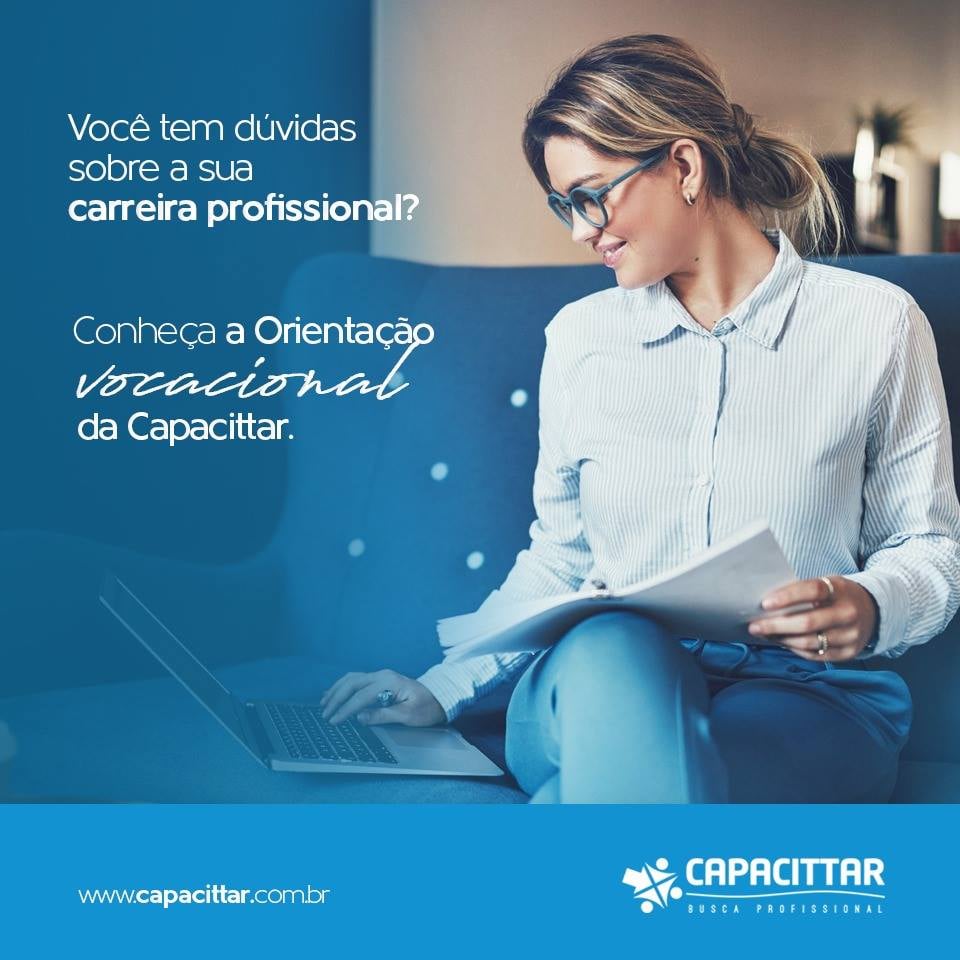 Você tem dúvidas
sobre a sua
carreira profissional?
Conheça a Orientação
vocacional
da Capacittar.
www.capacittar.com.br
CAPACITTAR
BUSCA PROFISSIONAL